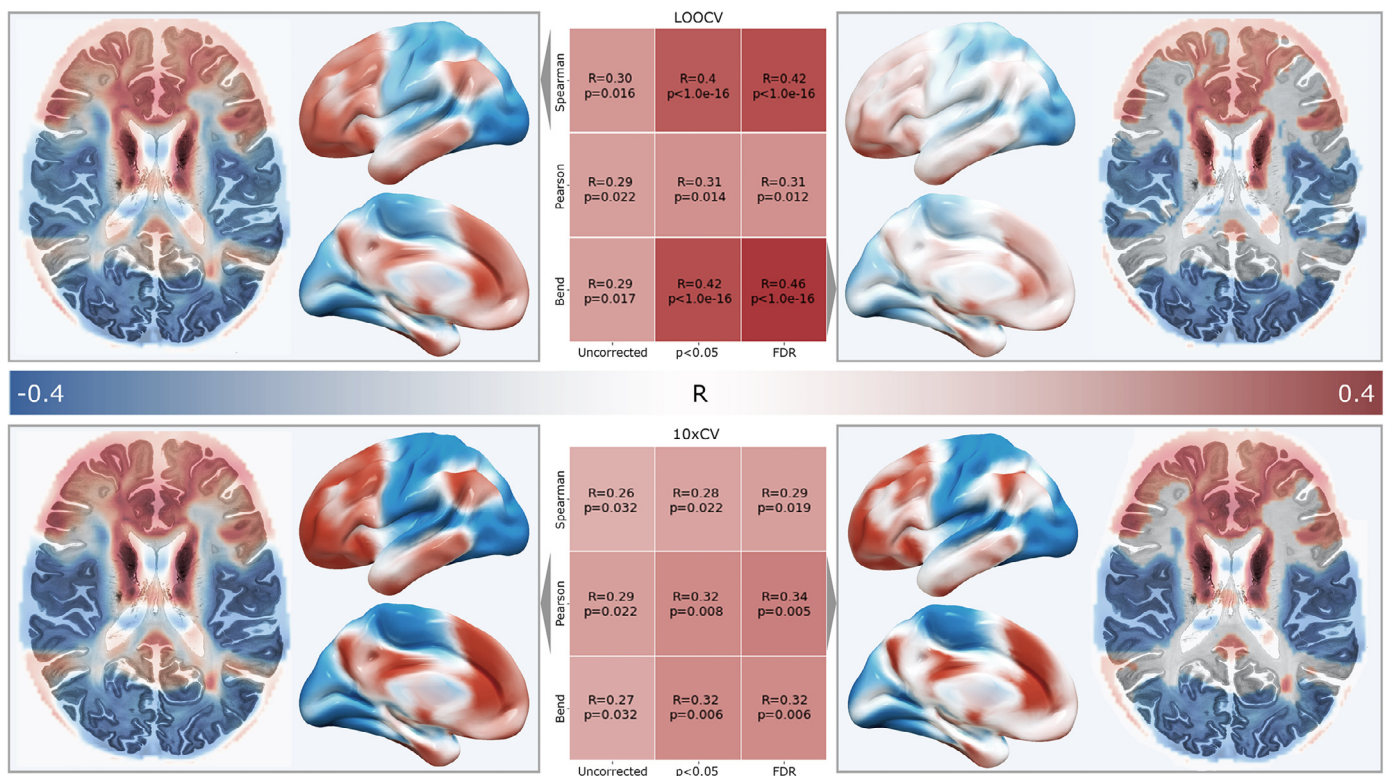 LOOCV
Spearman
R=0.30
p=0.016
R=0.4
p<1.0e-16
R=0.42
p<1.0e-16
Pearson
R=0.29
p=0.022
R=0.31
p=0.014
R=0.31
p=0.012
Bend
R=0.29
p=0.017
R=0.42
p<1.0e-16
R=0.46
p<1.0e-16
Uncorrected
p<0.05
FDR
-0.4
R
0.4
10xCV
Spearman
R=0.26
p=0.032
R=0.28
p=0.022
R=0.29
p=0.019
Pearson
R=0.29
p=0.022
R=0.32
p=0.008
R=0.34
p=0.005
Bend
R=0.27
p=0.032
R=0.32
p=0.006
R=0.32
p=0.006
Uncorrected
p<0.05
FDR